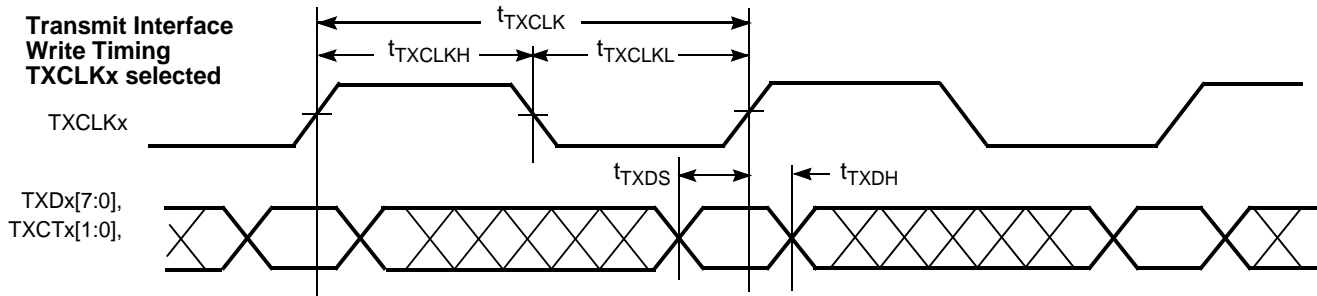 Transmit Interface
Write Timing
TXCLKx selected
tTXCLK
tTXCLKH
tTXCLKL
TXCLKx
tTXDS
tTXDH
TXDx[7:0],
TXCTx[1:0],